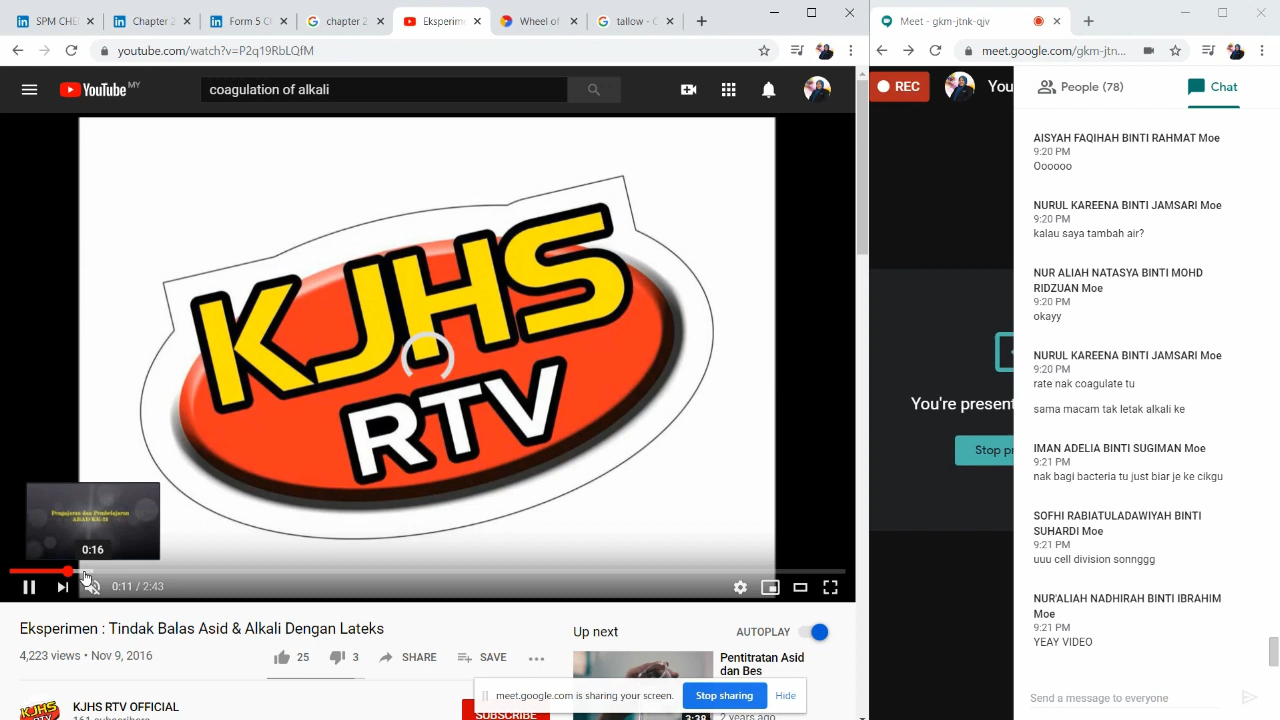 SPM CHE
Chapter 2
Form 5 C
chapter 2
Eksperim
Wheel of
tallow - G
youtube.com/watch?v=P2q19RbLQfM
YouTube MY
coagulation of alkali
KJHS
RTV
Pengajaran dan Pembelajaran
ABAD KE-21
0:16
0:11 / 2:43
Eksperimen : Tindak Balas Asid & Alkali Dengan Lateks
4,223 views • Nov 9, 2016
25
3
SHARE
SAVE
KJHS RTV OFFICIAL
161 subscribers
SUBSCRIBE
Up next
AUTOPLAY
Pentitratan Asid
dan Bes
3:38
2 years ago
meet.google.com is sharing your screen.
Stop sharing
Hide
Meet - gkm-jtnk-qjv
meet.google.com/gkm-jtn...
REC
You
You're present
Stop pr
People (78)
Chat
AISYAH FAQIHAH BINTI RAHMAT Moe
9:20 PM
Oooooo
NURUL KAREENA BINTI JAMSARI Moe
9:20 PM
kalau saya tambah air?
NUR ALIAH NATASYA BINTI MOHD
RIDZUAN Moe
9:20 PM
okayy
NURUL KAREENA BINTI JAMSARI Moe
9:20 PM
rate nak coagulate tu
sama macam tak letak alkali ke
IMAN ADELIA BINTI SUGIMAN Moe
9:21 PM
nak bagi bacteria tu just biar je ke cikgu
SOFHI RABIATULADAWIYAH BINTI
SUHARDI Moe
9:21 PM
uuu cell division sonnggg
NUR'ALIAH NADHIRAH BINTI IBRAHIM
Moe
9:21 PM
YEAY VIDEO
Send a message to everyone